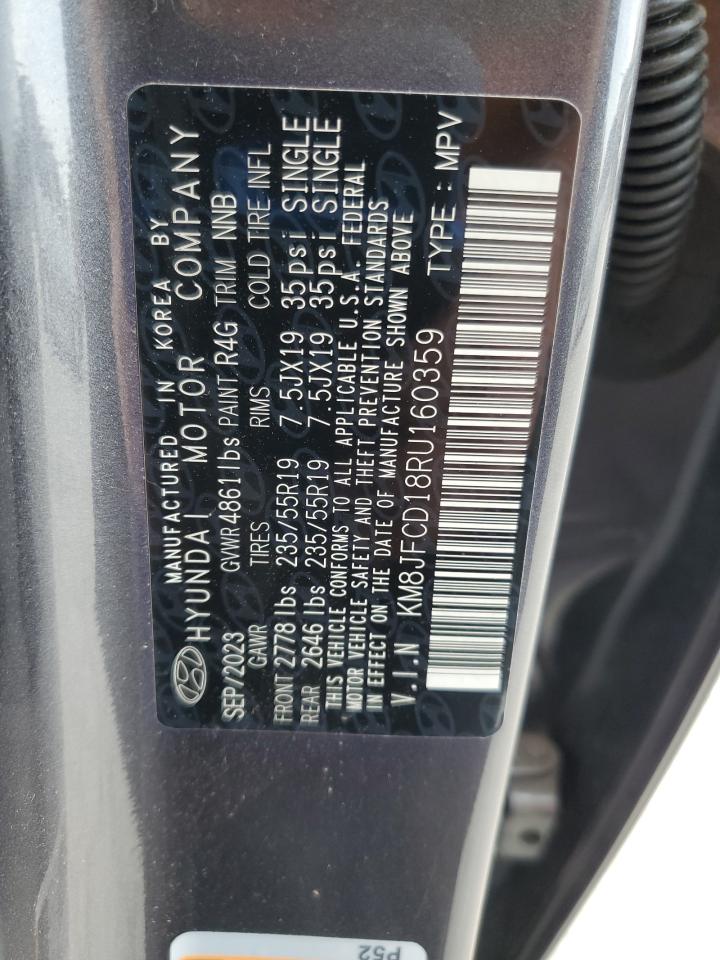 MANUFACTURED IN KOREA BY
HYUNDAI MOTOR COMPANY
SEP/2023 GVWR 4861 lbs PAINT R4G TRIM NNB
GAWR TIRES RIMS COLD TIRE INFL
FRONT 2778 lbs 235/55R19 7.5JX19 35psi SINGLE
REAR 2646 lbs 235/55R19 7.5JX19 35psi SINGLE
THIS VEHICLE CONFORMS TO ALL APPLICABLE U.S.A. FEDERAL
MOTOR VEHICLE SAFETY AND THEFT PREVENTION STANDARDS
IN EFFECT ON THE DATE OF MANUFACTURE SHOWN ABOVE
V.I.N KM8JFCD18RU160359 TYPE : MPV
P52